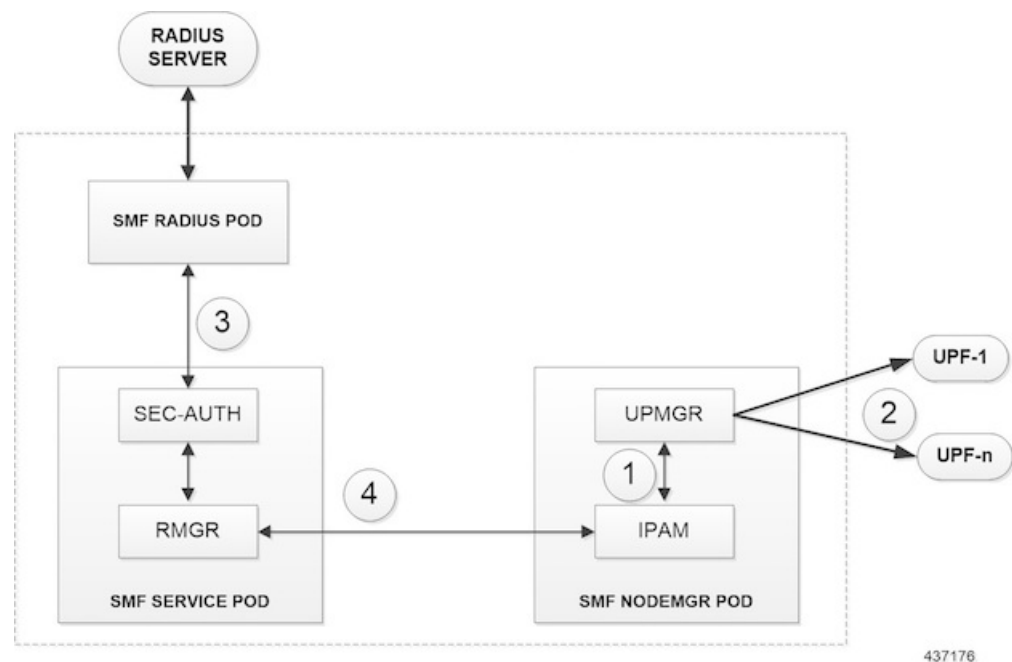 RADIUS
SERVER
SMF RADIUS POD
3
SEC-AUTH
UPMGR
UPF-1
2
UPF-n
1
4
RMGR
IPAM
SMF SERVICE POD
SMF NODEMGR POD
437176